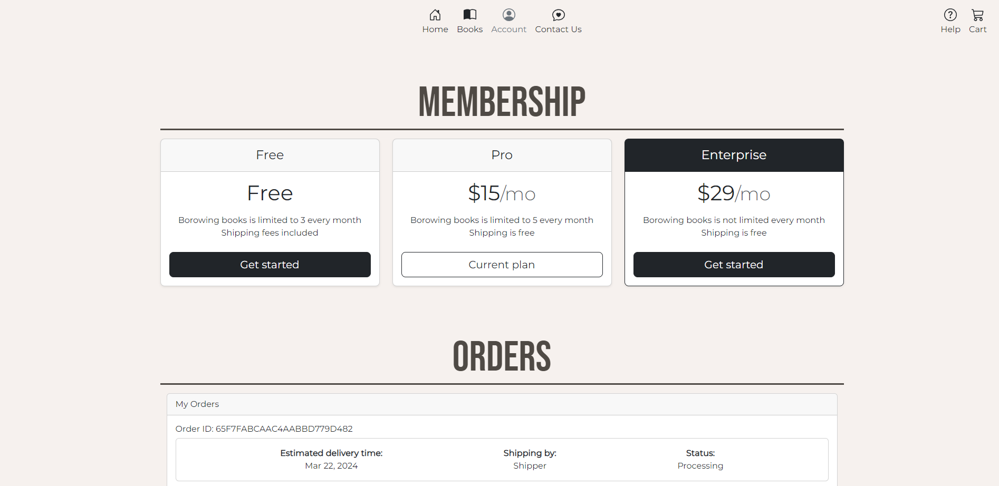 Home Books Account Contact Us Help Cart
MEMBERSHIP
Free
Free
Borowing books is limited to 3 every month
Shipping fees included
Get started
Pro
$15/mo
Borowing books is limited to 5 every month
Shipping is free
Current plan
Enterprise
$29/mo
Borowing books is not limited every month
Shipping is free
Get started
ORDERS
My Orders
Order ID: 65F7FABCAAC4AABBD779D482
Estimated delivery time: Shipping by: Status:
Mar 22, 2024 Shipper Processing